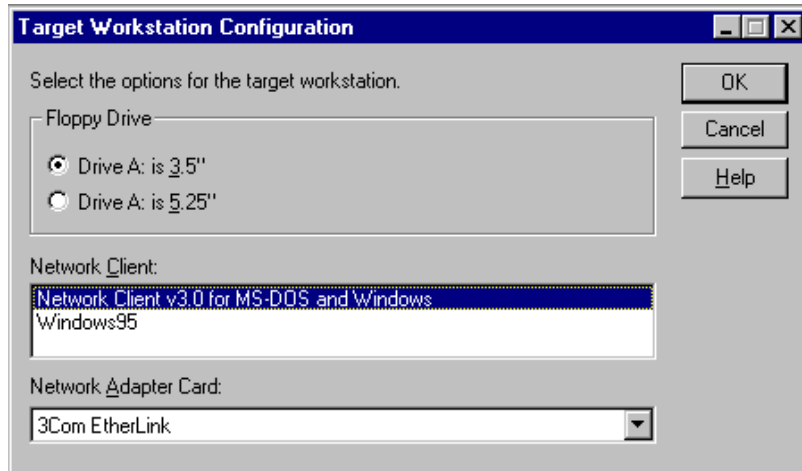 Target Workstation Configuration
Select the options for the target workstation.
OK
Floppy Drive
Cancel
Drive A: is 3.5"
Help
Drive A: is 5.25"
Network Client:
Network Client v3.0 for MS-DOS and Windows
Windows95
Network Adapter Card:
3Com EtherLink